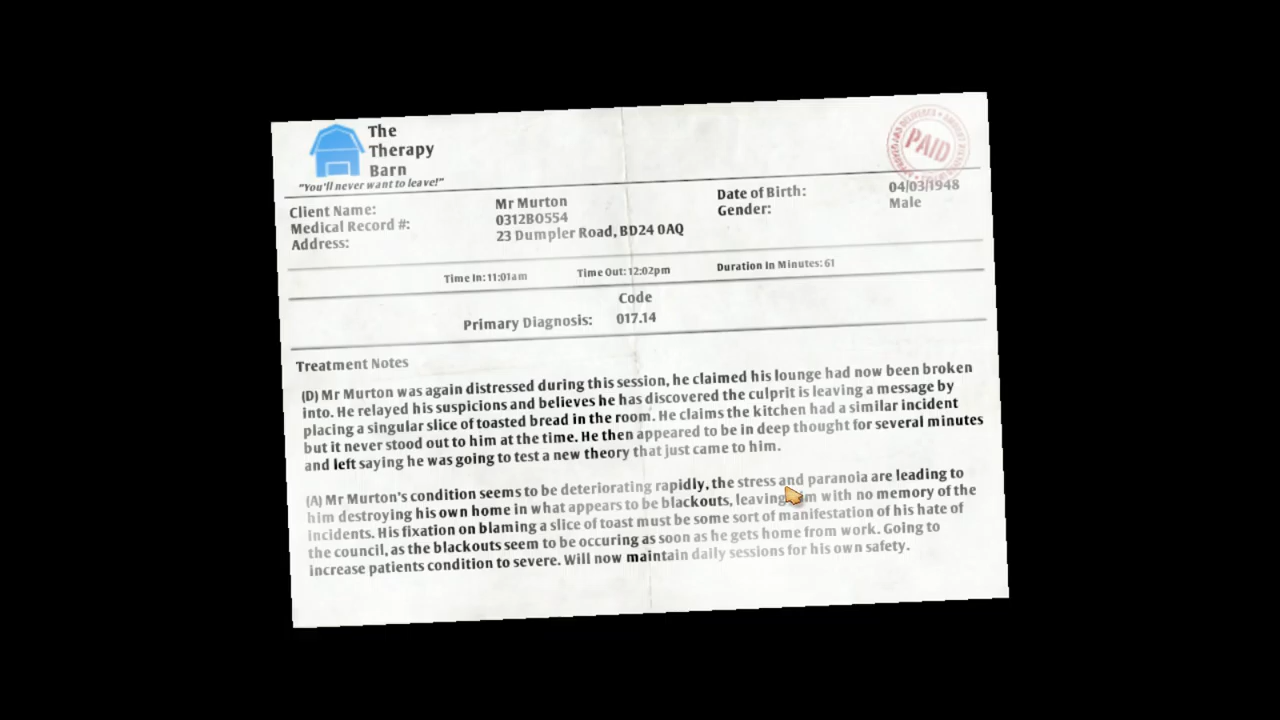 The
Therapy
Barn
"You'll never want to leave!"
PAID
Client Name: Mr Murton Date of Birth: 04/03/1948
Medical Record #: 0312BO554 Gender: Male
Address: 23 Dumpler Road, BD24 0AQ
Time In: 11:01am Time Out: 12:02pm Duration In Minutes: 61
Code
Primary Diagnosis: 017.14
Treatment Notes
(D) Mr Murton was again distressed during this session, he claimed his lounge had now been broken
into. He relayed his suspicions and believes he has discovered the culprit is leaving a message by
placing a singular slice of toasted bread in the room. He claims the kitchen had a similar incident
but it never stood out to him at the time. He then appeared to be in deep thought for several minutes
and left saying he was going to test a new theory that just came to him.
(A) Mr Murton's condition seems to be deteriorating rapidly, the stress and paranoia are leading to
him destroying his own home in what appears to be blackouts, leaving him with no memory of the
incidents. His fixation on blaming a slice of toast must be some sort of manifestation of his hate of
the council, as the blackouts seem to be occuring as soon as he gets home from work. Going to
increase patients condition to severe. Will now maintain daily sessions for his own safety.